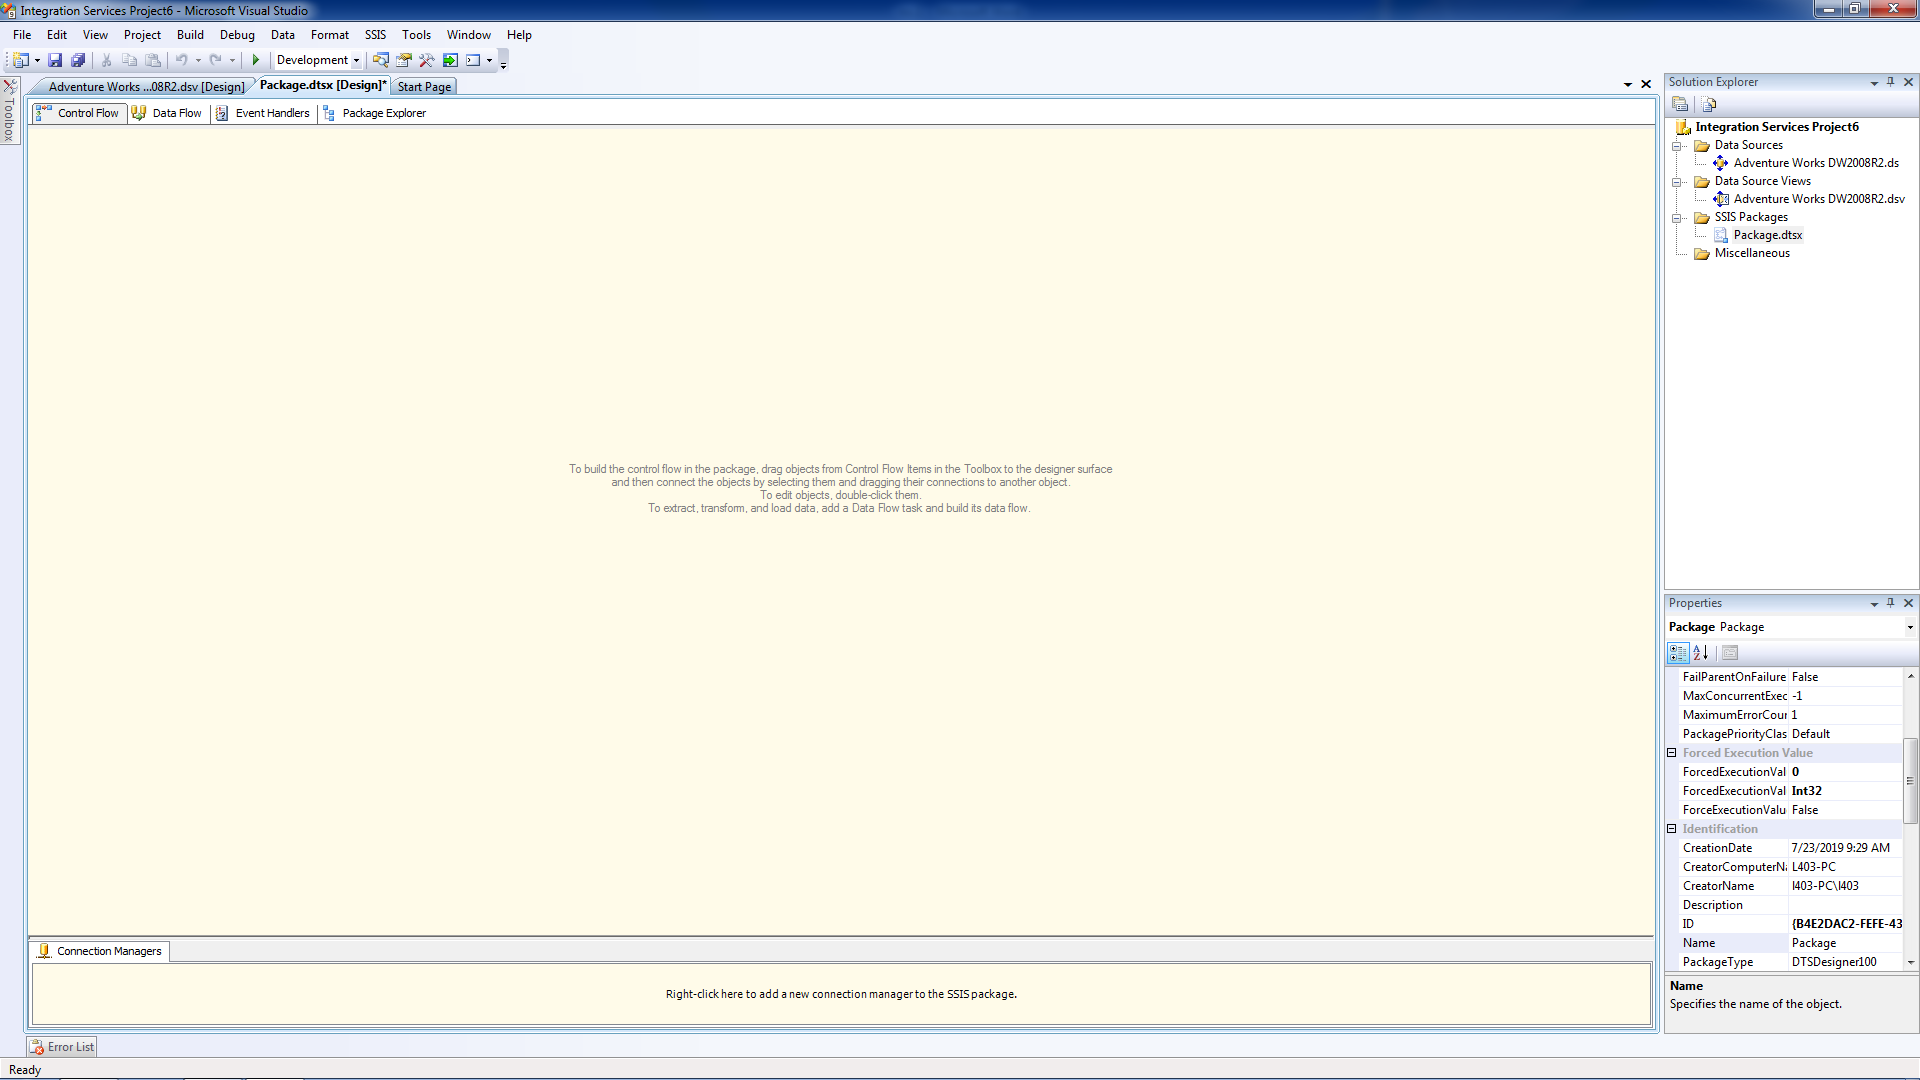 Integration Services Project6 - Microsoft Visual Studio
File Edit View Project Build Debug Data Format SSIS Tools Window Help
Development
Toolbox
Adventure Works ...08R2.dsv [Design] Package.dtsx [Design]* Start Page
Control Flow Data Flow Event Handlers Package Explorer
To build the control flow in the package, drag objects from Control Flow Items in the Toolbox to the designer surface
and then connect the objects by selecting them and dragging their connections to another object.
To edit objects, double-click them.
To extract, transform, and load data, add a Data Flow task and build its data flow.
Connection Managers
Right-click here to add a new connection manager to the SSIS package.
Error List
Ready
Solution Explorer
Integration Services Project6
Data Sources
Adventure Works DW2008R2.ds
Data Source Views
Adventure Works DW2008R2.dsv
SSIS Packages
Package.dtsx
Miscellaneous
Properties
Package Package
FailParentOnFailure False
MaxConcurrentExec -1
MaximumErrorCour 1
PackagePriorityClas Default
Forced Execution Value
ForcedExecutionVal 0
ForcedExecutionVal Int32
ForceExecutionValu False
Identification
CreationDate 7/23/2019 9:29 AM
CreatorComputerNa L403-PC
CreatorName l403-PC\l403
Description
ID {B4E2DAC2-FEFE-43
Name Package
PackageType DTSDesigner100
Name
Specifies the name of the object.